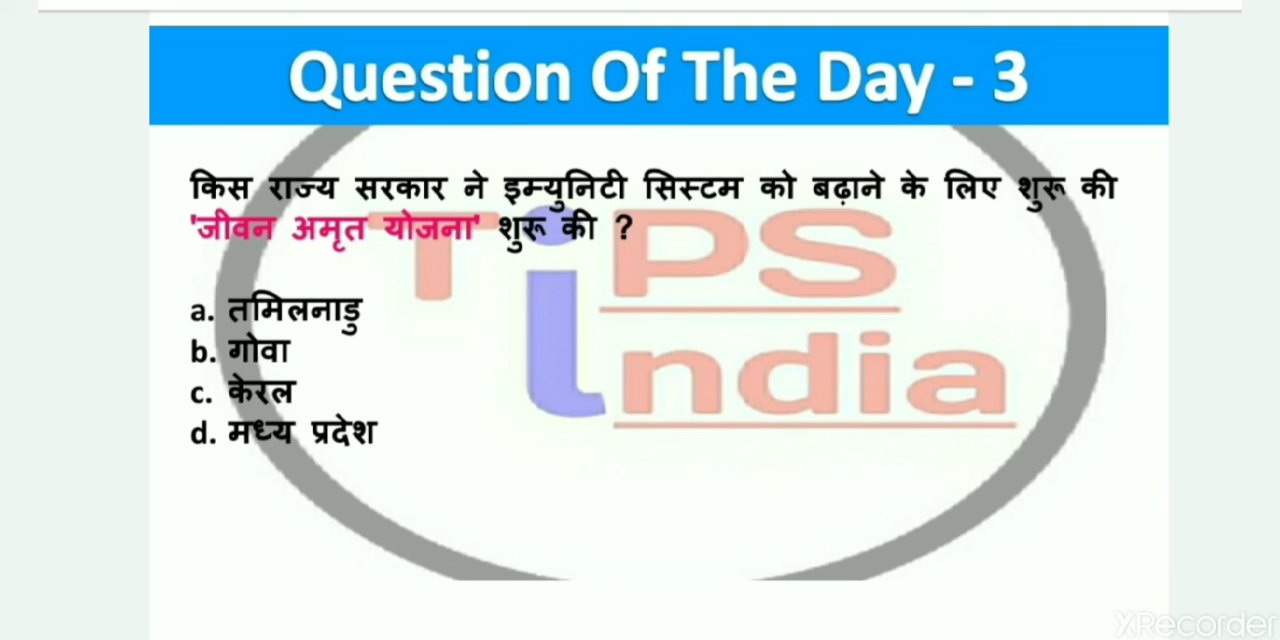 Question Of The Day - 3
किस राज्य सरकार ने इम्युनिटी सिस्टम को बढ़ाने के लिए शुरू की
'जीवन अमृत योजना' शुरू की ?
TiPS
India
a. तमिलनाडु
b. गोवा
c. केरल
d. मध्य प्रदेश
XRecorder